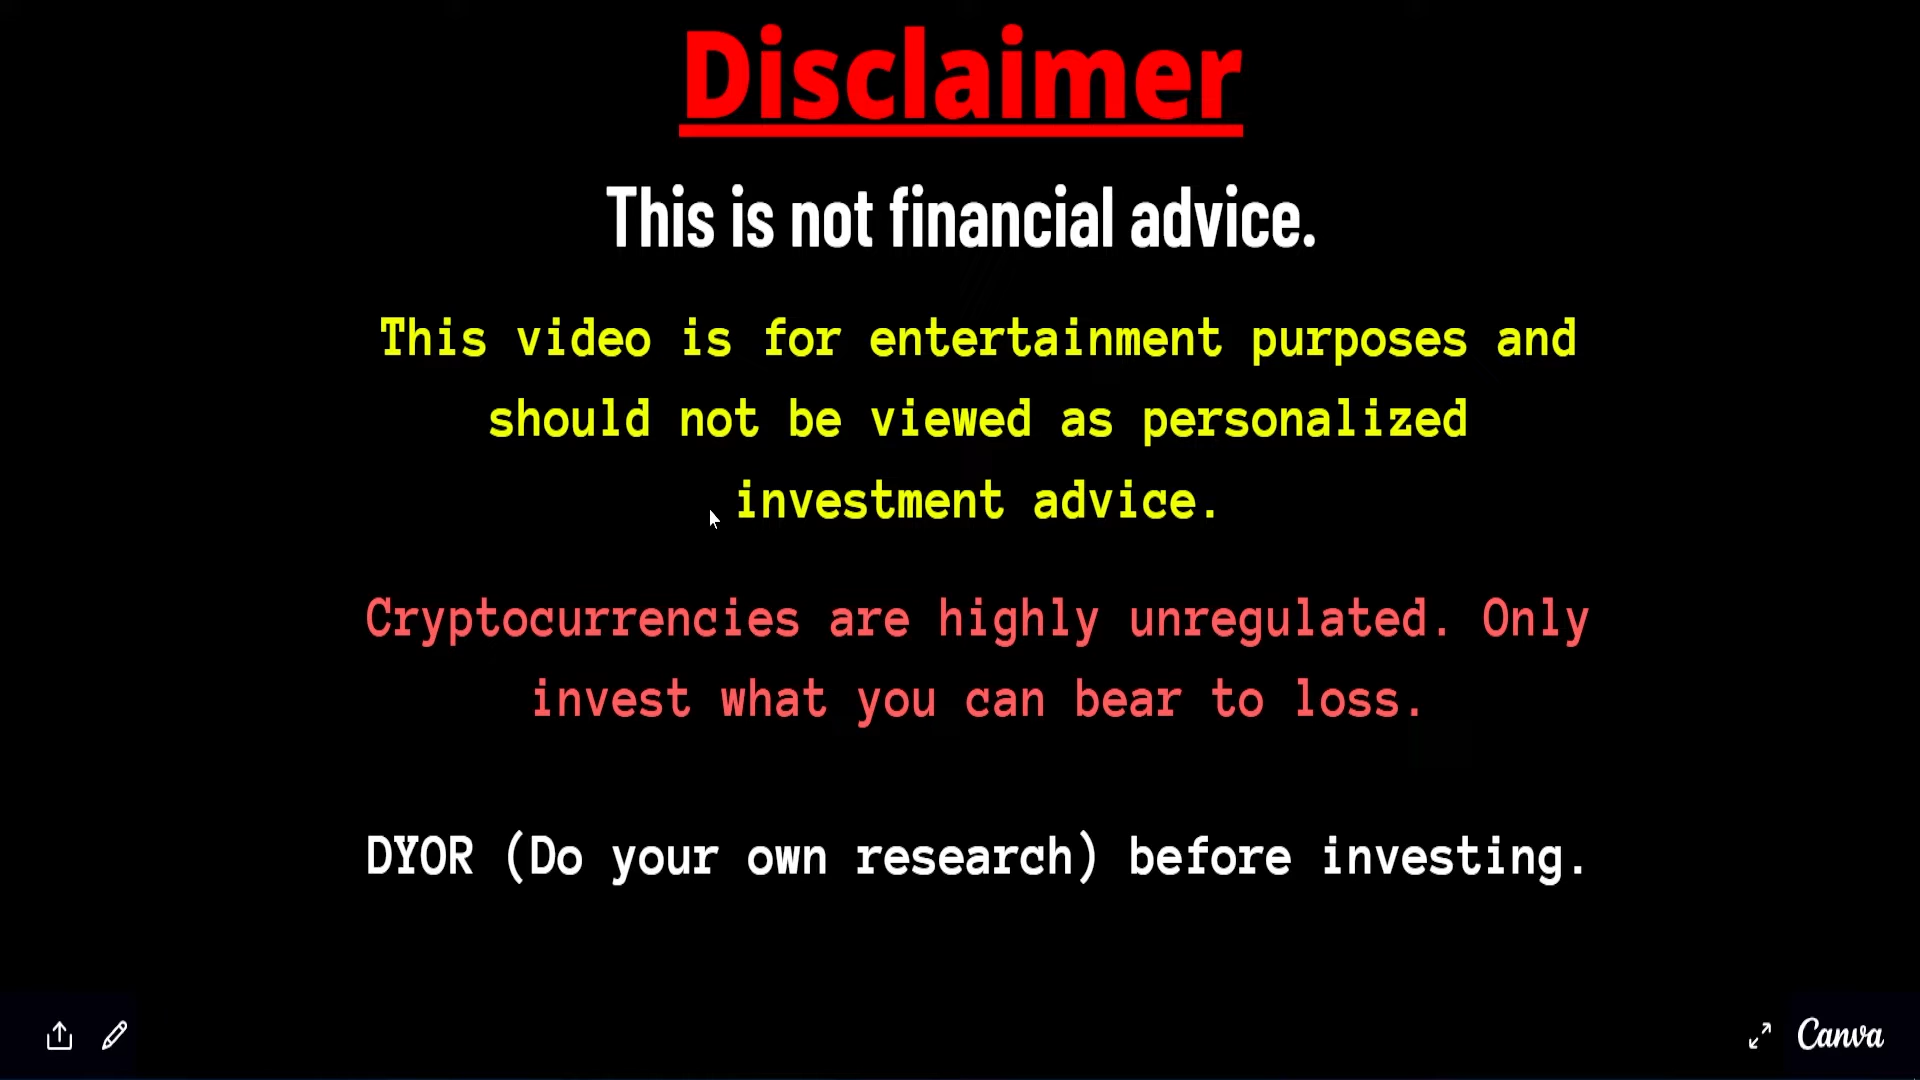 Disclaimer
This is not financial advice.
This video is for entertainment purposes and
should not be viewed as personalized
investment advice.
Cryptocurrencies are highly unregulated. Only
invest what you can bear to loss.
DYOR (Do your own research) before investing.
Canva